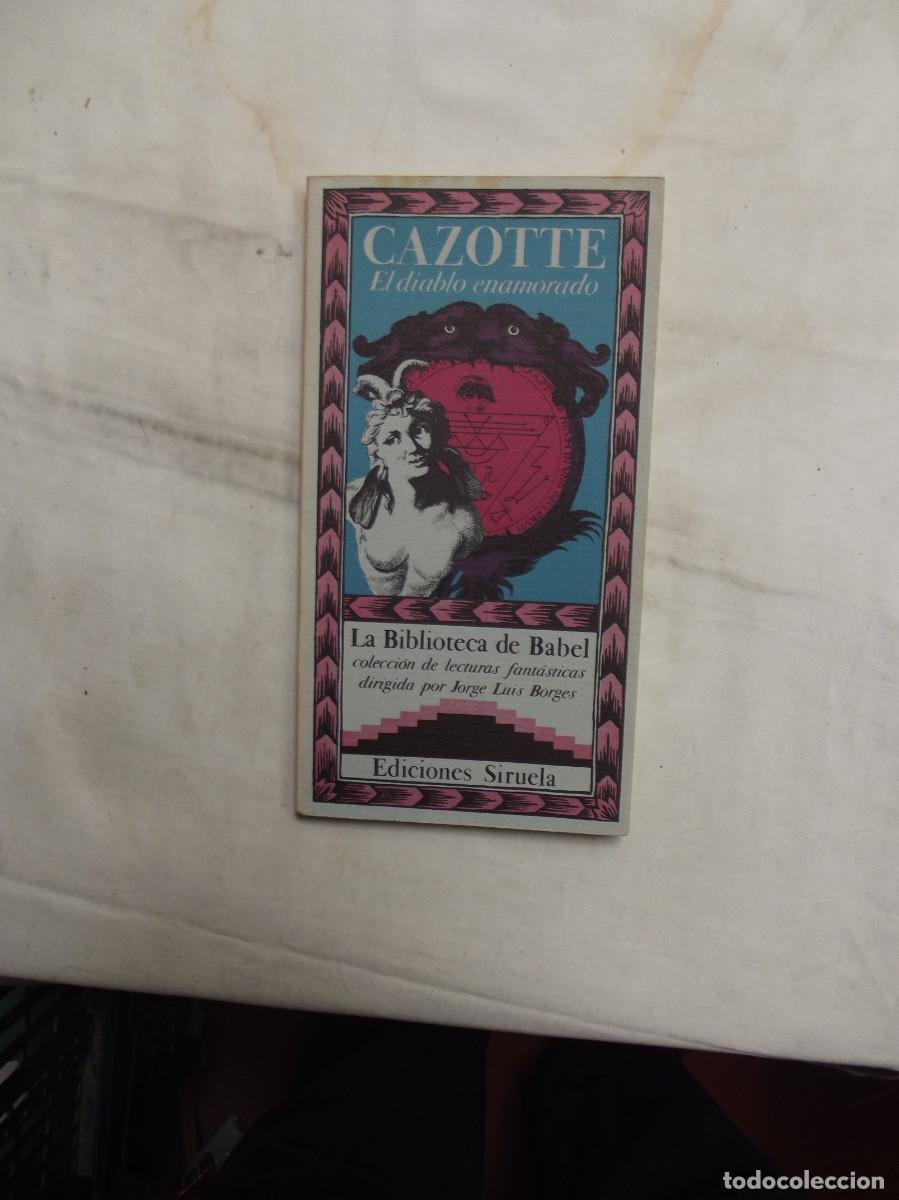 CAZOTTE
El diablo enamorado
La Biblioteca de Babel
colección de lecturas fantásticas
dirigida por Jorge Luis Borges
Ediciones Siruela
todocoleccion